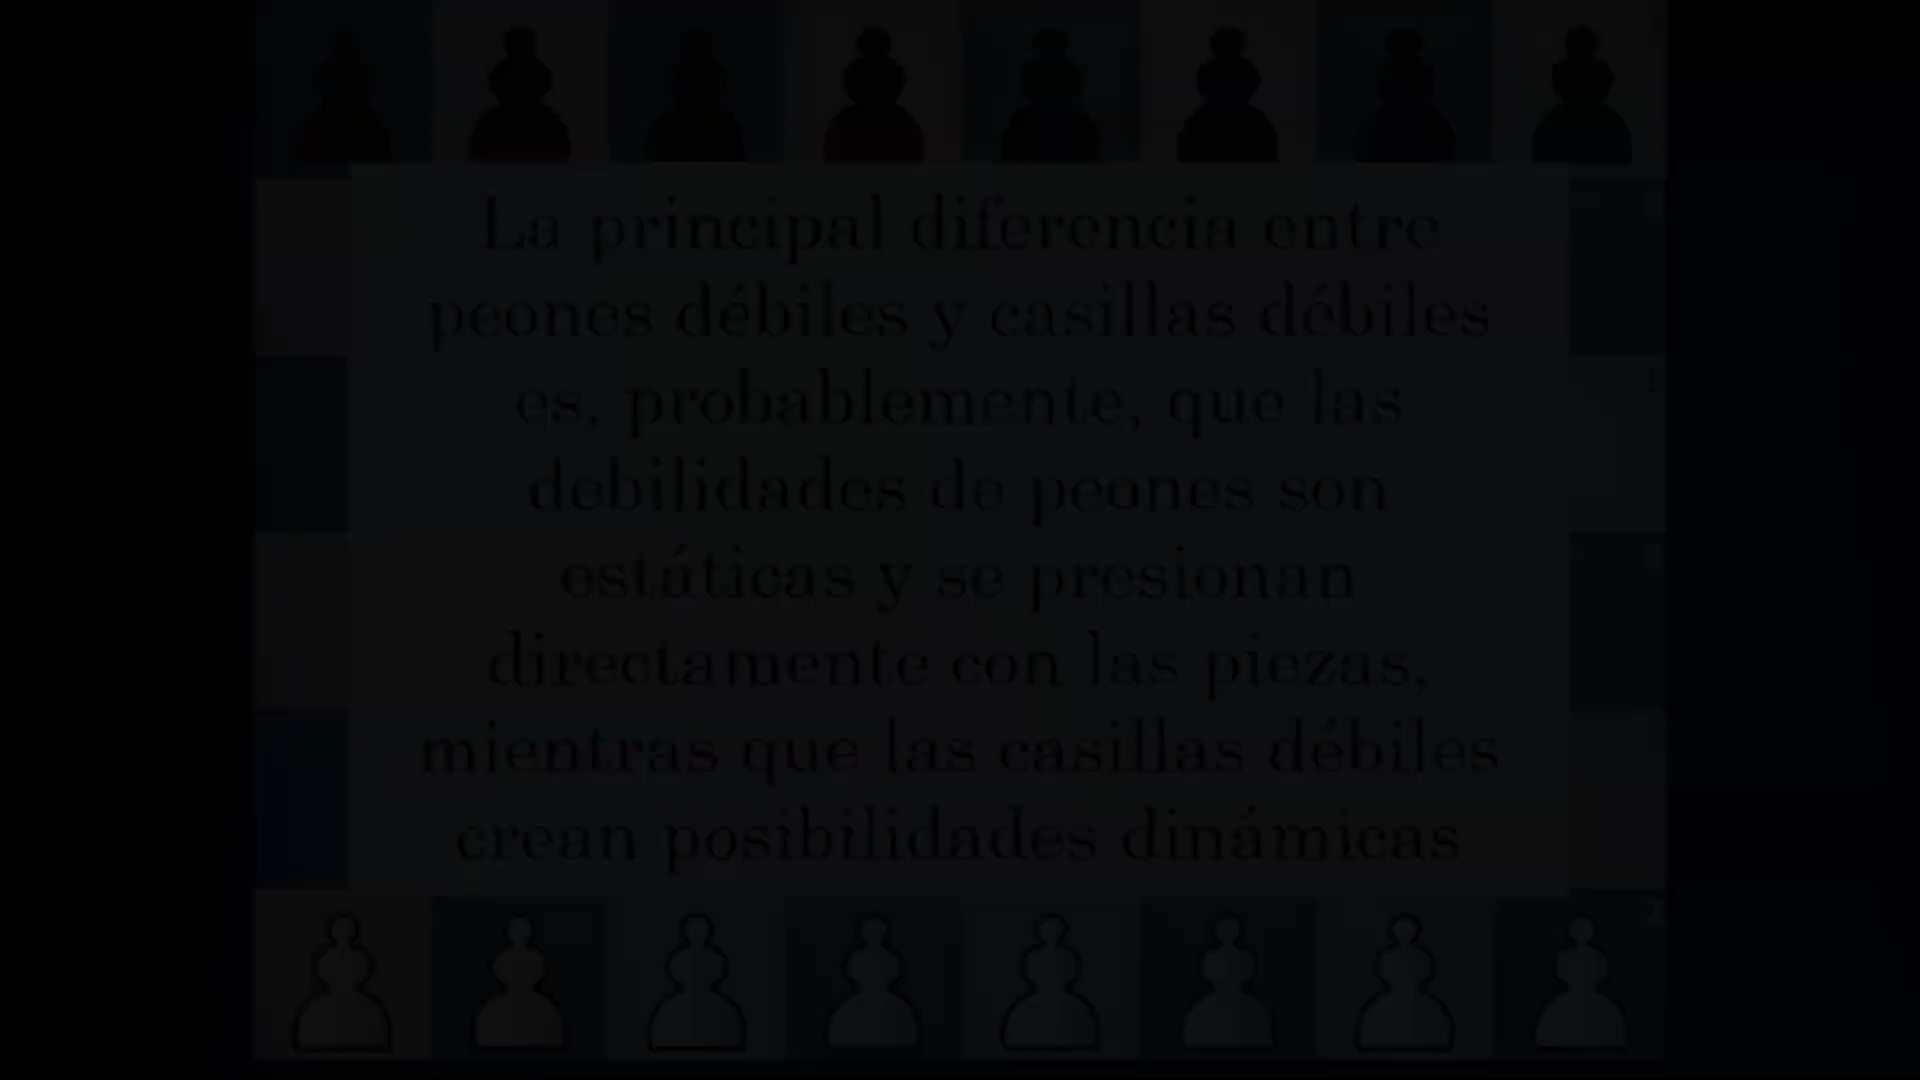 La principal diferencia entre
peones débiles y casillas débiles
es, probablemente, que las
debilidades de peones son
estáticas y se presionan
directamente con las piezas,
mientras que las casillas débiles
crean posibilidades dinámicas
2